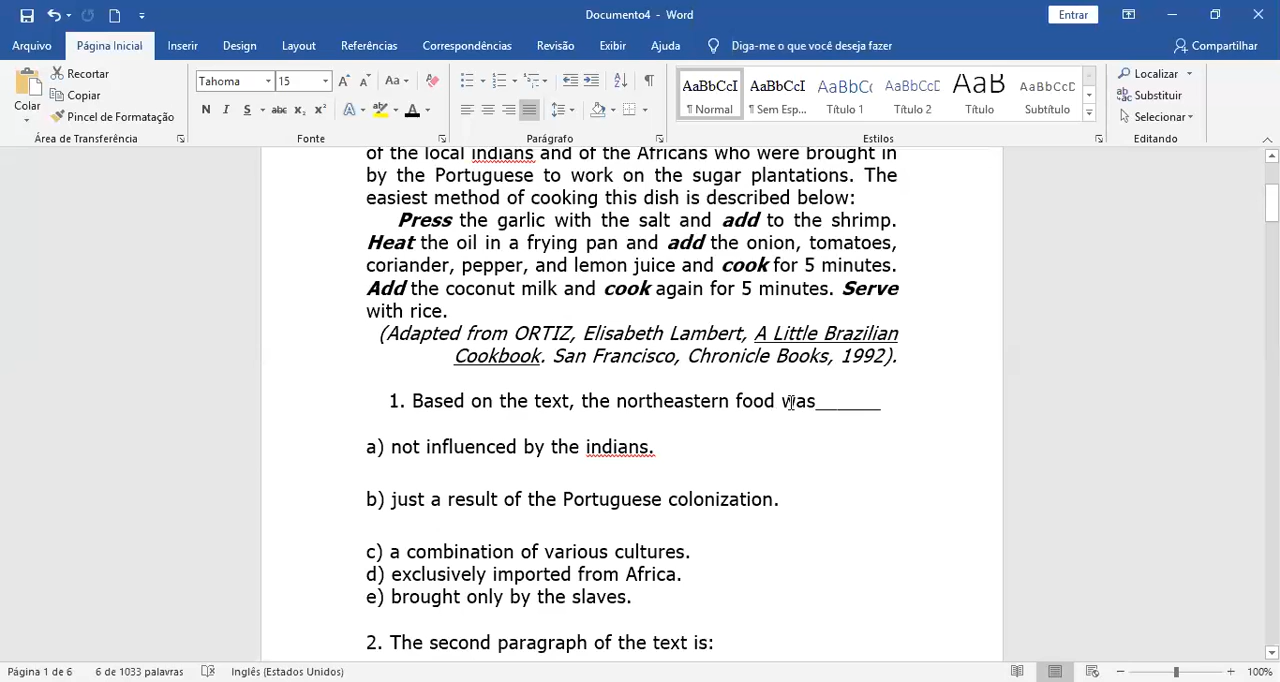 Documento4 - Word
Entrar
Arquivo Página Inicial Inserir Design Layout Referências Correspondências Revisão Exibir Ajuda Diga-me o que você deseja fazer Compartilhar
Colar
Recortar
Copiar
Pincel de Formatação
Área de Transferência
Tahoma 15
Aa
N I S abc x₂ x² A ab A
Fonte
Parágrafo
AaBbCcI AaBbCcI AaBbCc AaBbCcC AaB AaBbCcC
¶ Normal ¶ Sem Esp... Título 1 Título 2 Título Subtítulo
Estilos
Localizar
Substituir
Selecionar
Editando
of the local indians and of the Africans who were brought in
by the Portuguese to work on the sugar plantations. The
easiest method of cooking this dish is described below:
Press the garlic with the salt and add to the shrimp.
Heat the oil in a frying pan and add the onion, tomatoes,
coriander, pepper, and lemon juice and cook for 5 minutes.
Add the coconut milk and cook again for 5 minutes. Serve
with rice.
(Adapted from ORTIZ, Elisabeth Lambert, A Little Brazilian
Cookbook. San Francisco, Chronicle Books, 1992).
1. Based on the text, the northeastern food was______
a) not influenced by the indians.
b) just a result of the Portuguese colonization.
c) a combination of various cultures.
d) exclusively imported from Africa.
e) brought only by the slaves.
2. The second paragraph of the text is:
Página 1 de 6 6 de 1033 palavras Inglês (Estados Unidos) 100%